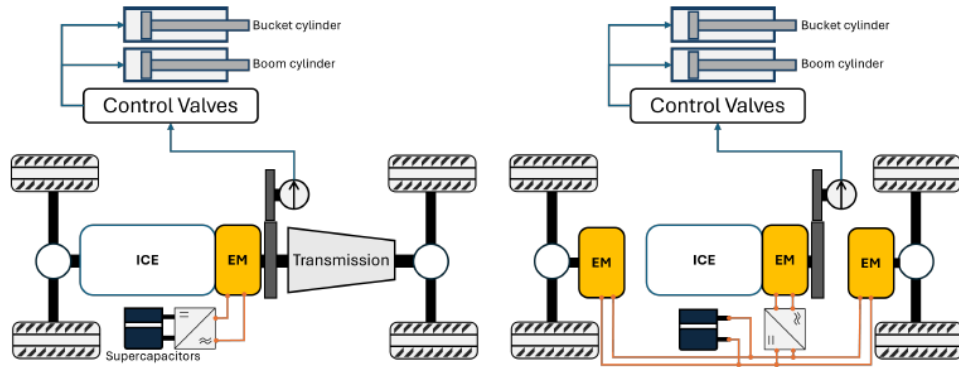 Bucket cylinder
Boom cylinder
Control Valves
ICE
EM
Transmission
Supercapacitors
Bucket cylinder
Boom cylinder
Control Valves
EM
ICE
EM
EM